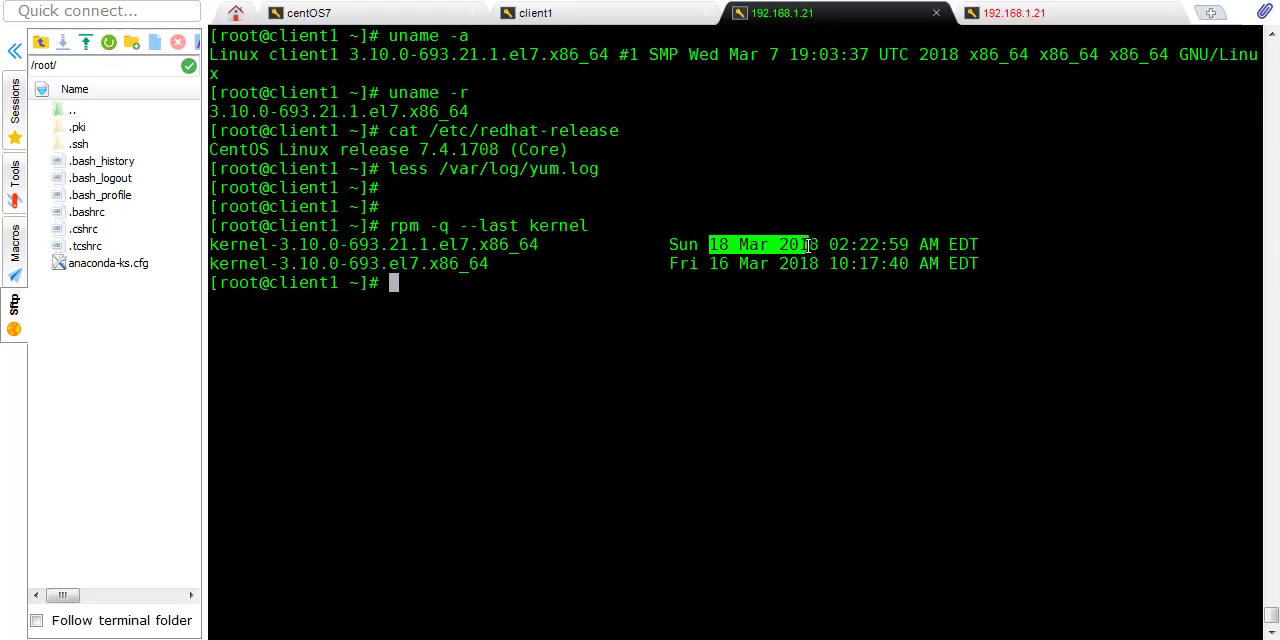 Quick connect...
centOS7
client1
192.168.1.21
192.168.1.21
/root/
Name
..
.pki
.ssh
.bash_history
.bash_logout
.bash_profile
.bashrc
.cshrc
.tcshrc
anaconda-ks.cfg
Follow terminal folder
Sessions
Tools
Macros
Sftp
[root@client1 ~]# uname -a
Linux client1 3.10.0-693.21.1.el7.x86_64 #1 SMP Wed Mar 7 19:03:37 UTC 2018 x86_64 x86_64 x86_64 GNU/Linu
x
[root@client1 ~]# uname -r
3.10.0-693.21.1.el7.x86_64
[root@client1 ~]# cat /etc/redhat-release
CentOS Linux release 7.4.1708 (Core)
[root@client1 ~]# less /var/log/yum.log
[root@client1 ~]#
[root@client1 ~]#
[root@client1 ~]# rpm -q --last kernel
kernel-3.10.0-693.21.1.el7.x86_64 Sun 18 Mar 2018 02:22:59 AM EDT
kernel-3.10.0-693.el7.x86_64 Fri 16 Mar 2018 10:17:40 AM EDT
[root@client1 ~]#